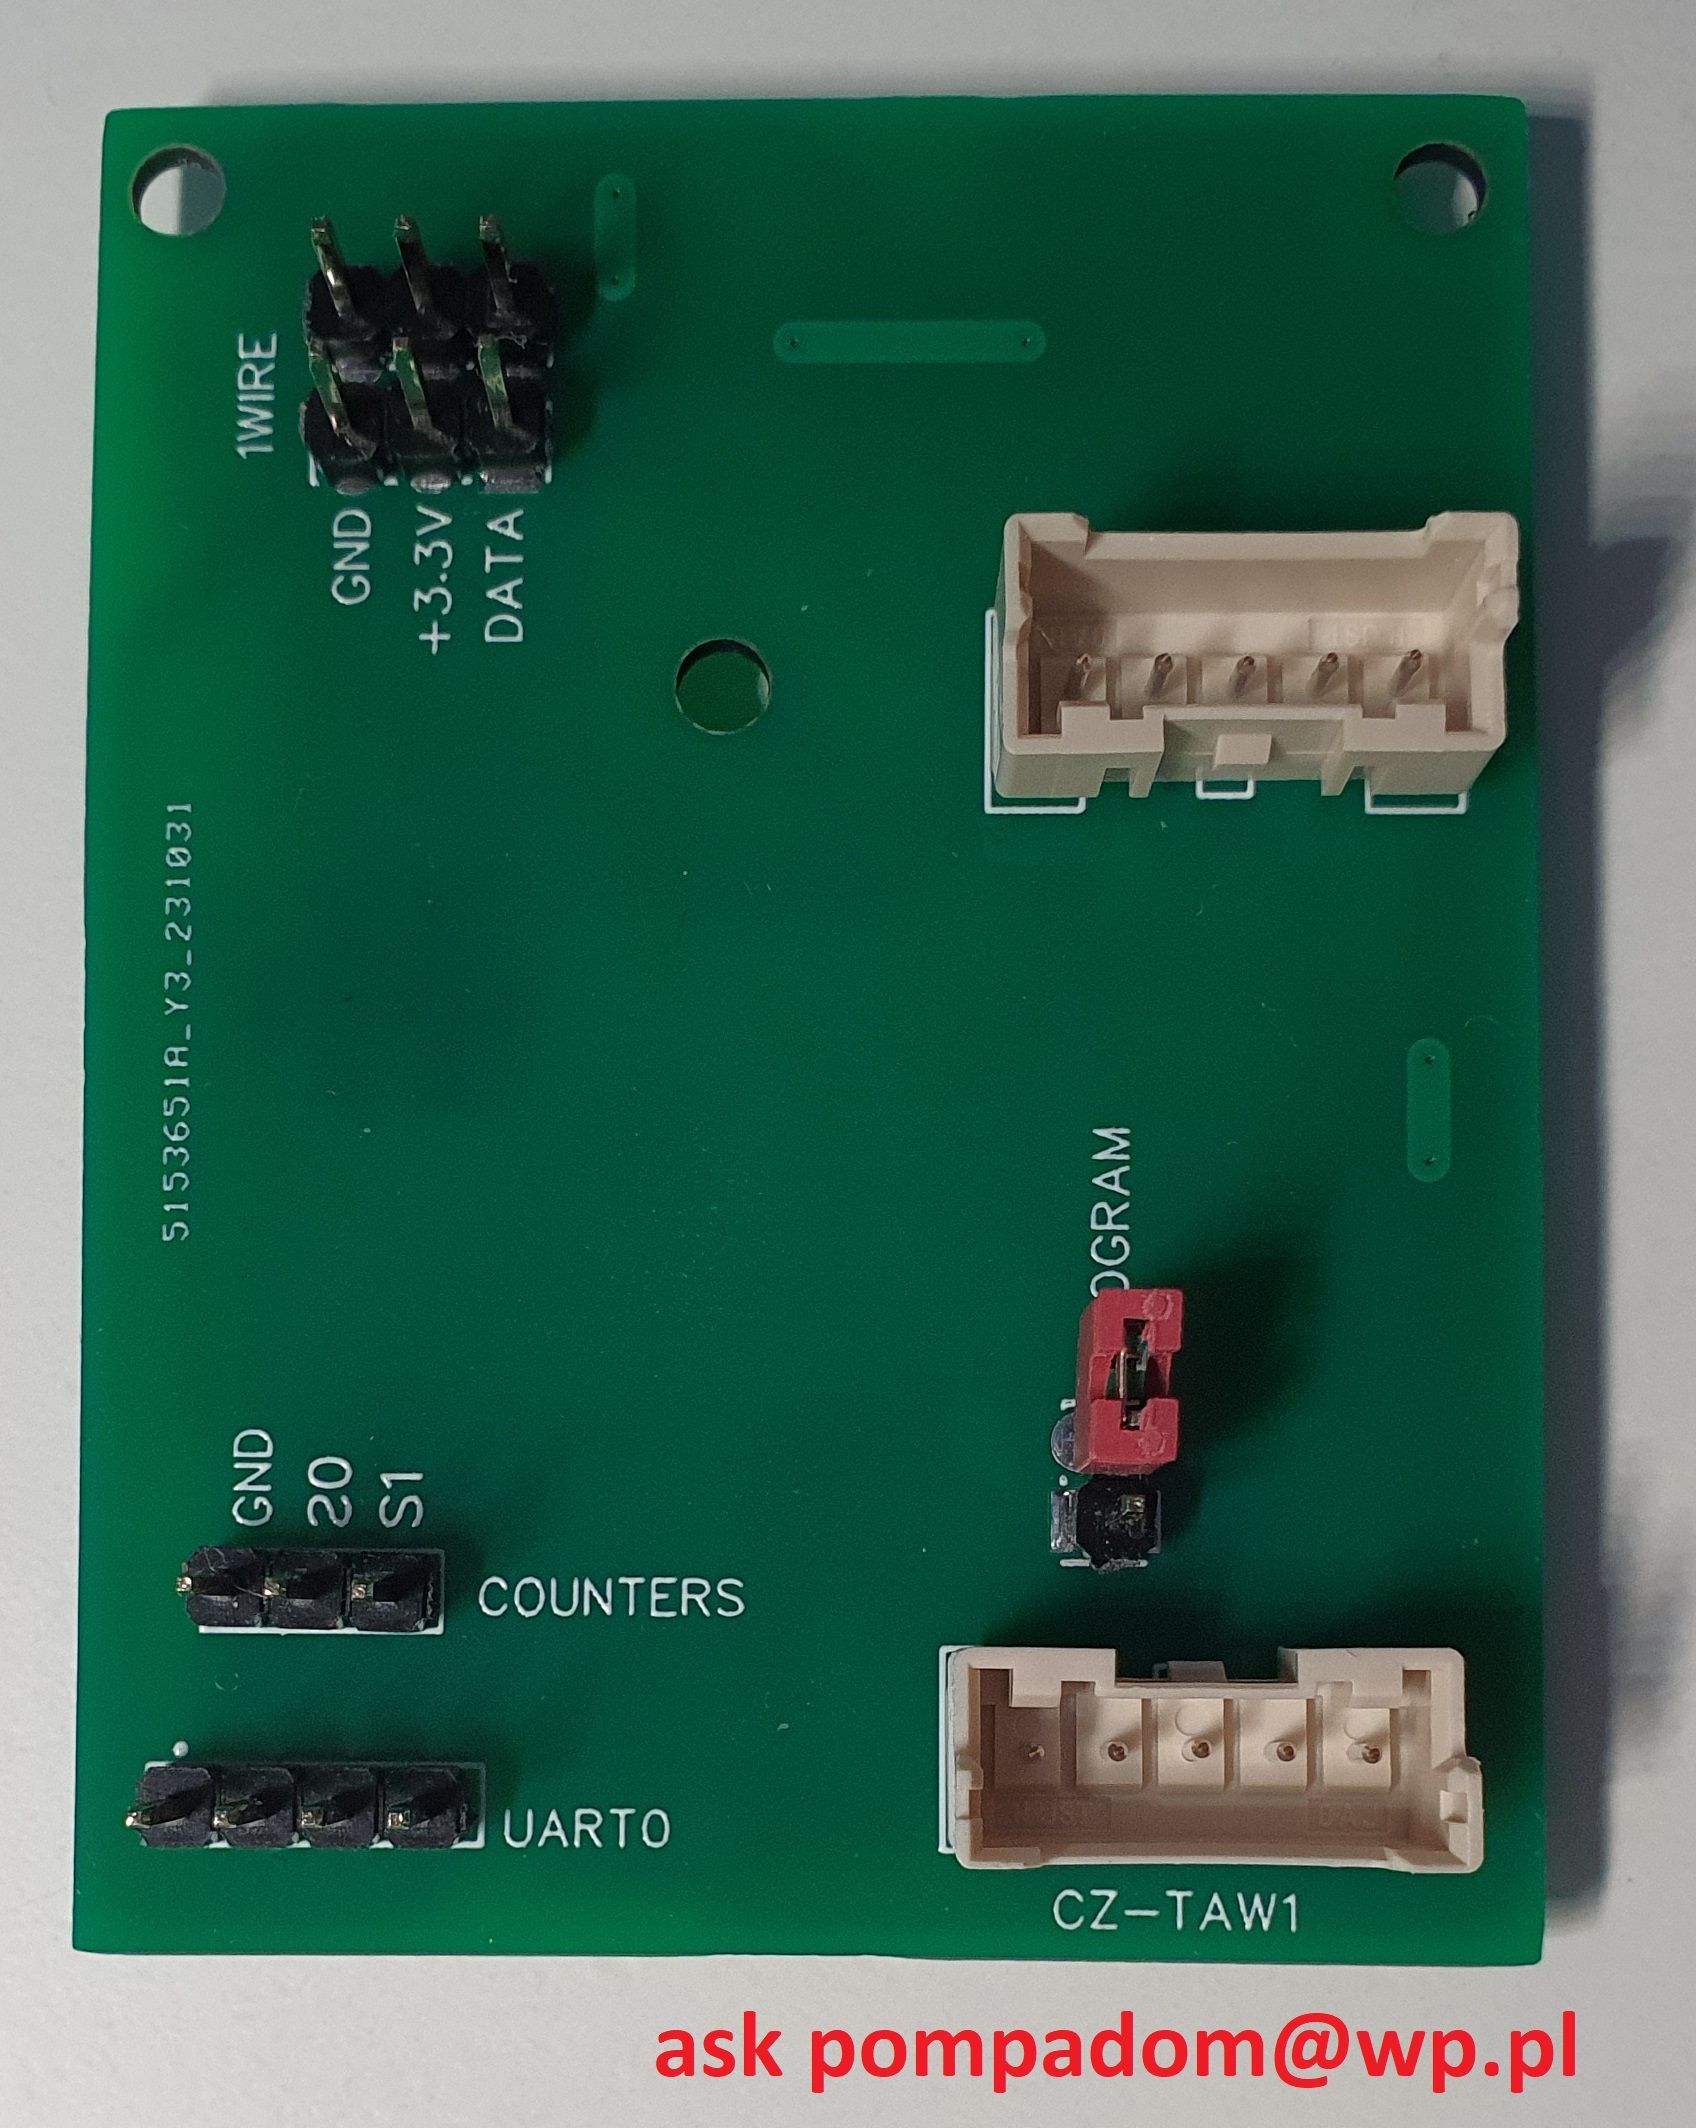 1WIRE
GND
+3.3V
DATA
5153651A_Y3_231031
OGRAM
GND
20
S1
COUNTERS
UART0
CZ-TAW1
ask pompadom@wp.pl